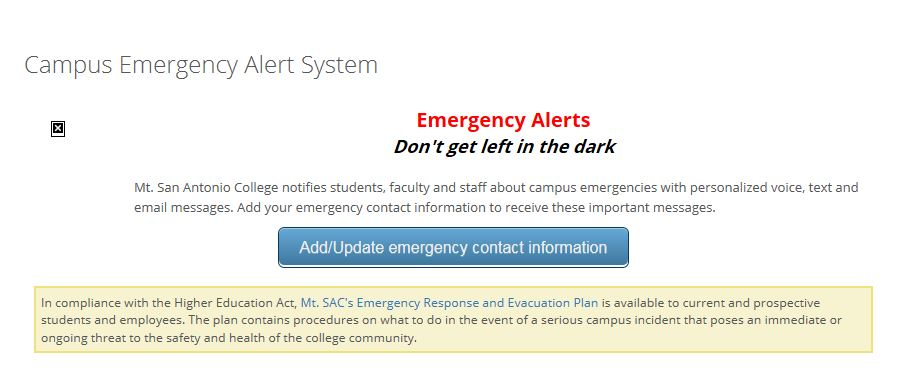 Campus Emergency Alert System
Emergency Alerts
Don't get left in the dark
Mt. San Antonio College notifies students, faculty and staff about campus emergencies with personalized voice, text and
email messages. Add your emergency contact information to receive these important messages.
Add/Update emergency contact information
In compliance with the Higher Education Act, Mt. SAC's Emergency Response and Evacuation Plan is available to current and prospective
students and employees. The plan contains procedures on what to do in the event of a serious campus incident that poses an immediate or
ongoing threat to the safety and health of the college community.